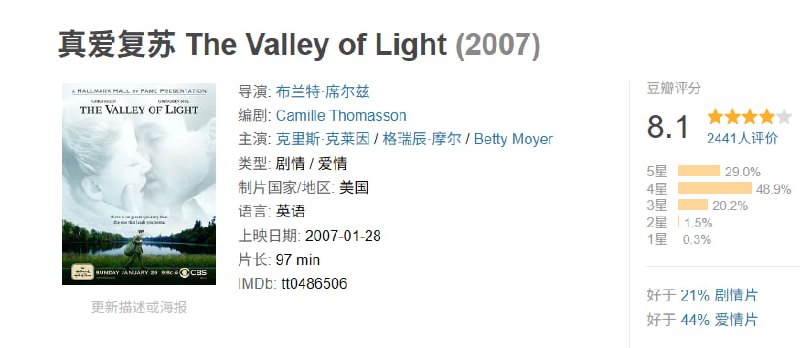 真爱复苏 The Valley of Light (2007)
A HALLMARK HALL OF FAME PRESENTATION
CHRIS KLEIN GRETCHEN MOL
THE VALLEY OF LIGHT
SUNDAY JANUARY 28 9/8c CBS
更新描述或海报
导演: 布兰特·席尔兹
编剧: Camille Thomasson
主演: 克里斯·克莱因 / 格瑞辰·摩尔 / Betty Moyer
类型: 剧情 / 爱情
制片国家/地区: 美国
语言: 英语
上映日期: 2007-01-28
片长: 97 min
IMDb: tt0486506
豆瓣评分
8.1
2441人评价
5星 29.0%
4星 48.9%
3星 20.2%
2星 1.5%
1星 0.3%
好于 21% 剧情片
好于 44% 爱情片